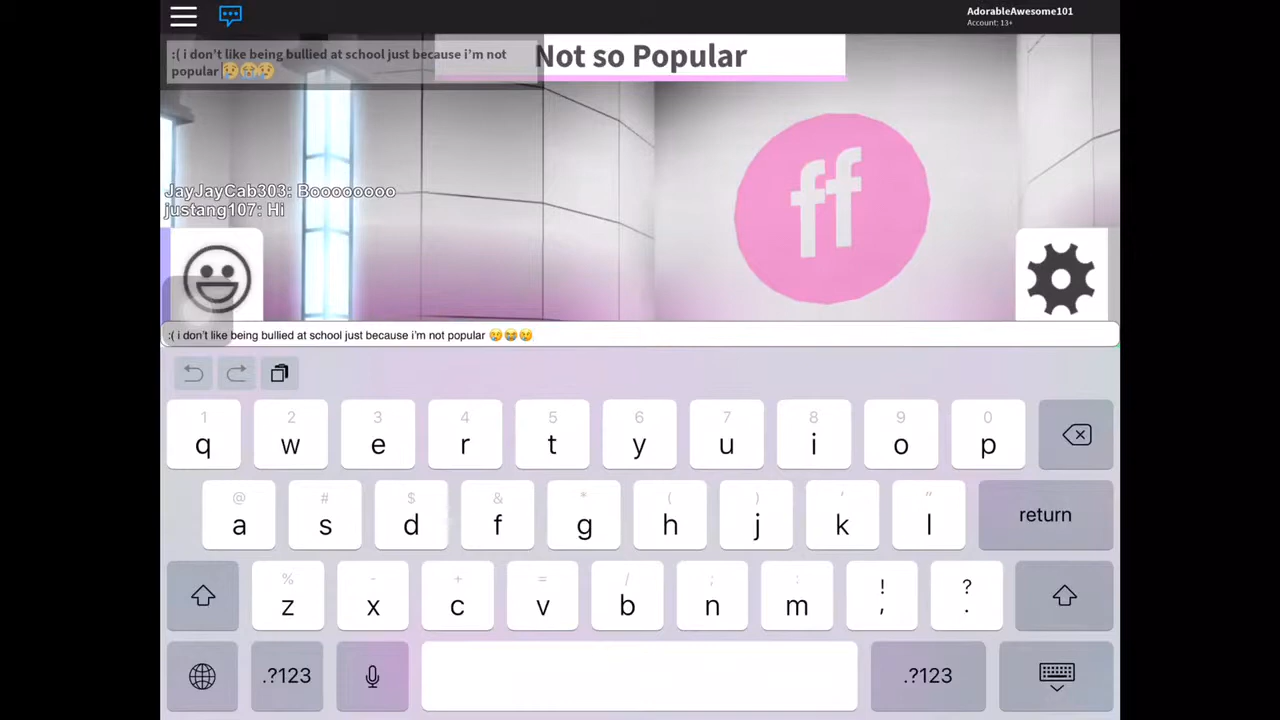 AdorableAwesome101
Account: 13+
:( i don't like being bullied at school just because i'm not
popular 😢😭😢
Not so Popular
ff
JayJayCab303: Boooooooo
justang107: Hi
:( i don't like being bullied at school just because i'm not popular 😢😭😢
1 2 3 4 5 6 7 8 9 0
q w e r t y u i o p
@ # $ & * ( ) ' "
a s d f g h j k l return
% - + = / ; : ! ?
z x c v b n m , .
.?123 .?123